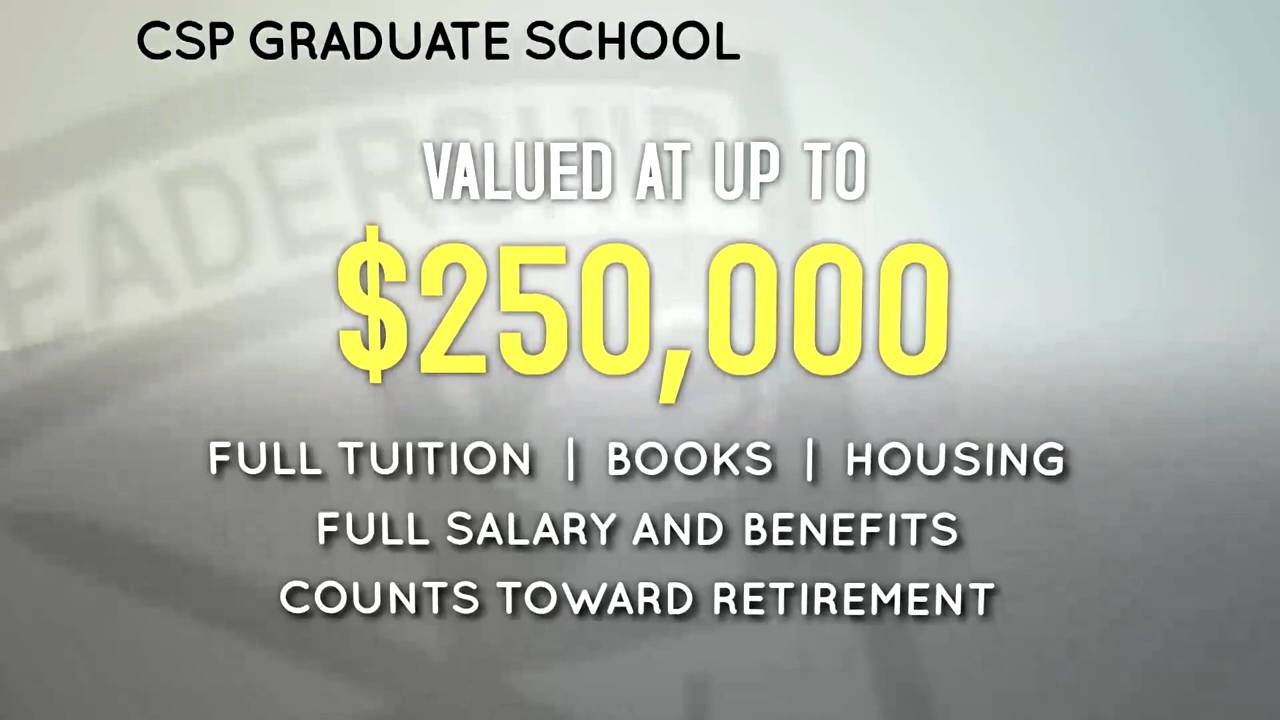 CSP GRADUATE SCHOOL
LEADERSHIP
VALUED AT UP TO
$250,000
FULL TUITION | BOOKS | HOUSING
FULL SALARY AND BENEFITS
COUNTS TOWARD RETIREMENT